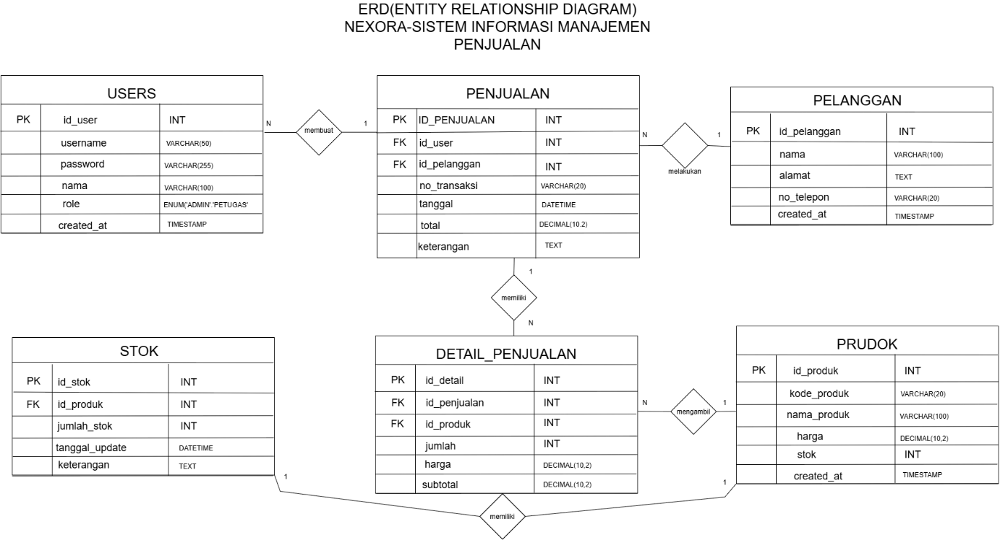 ERD(ENTITY RELATIONSHIP DIAGRAM)
NEXORA-SISTEM INFORMASI MANAJEMEN
PENJUALAN
USERS
PK id_user INT
username VARCHAR(50)
password VARCHAR(255)
nama VARCHAR(100)
role ENUM('ADMIN'.'PETUGAS'
created_at TIMESTAMP
N membuat 1
PENJUALAN
PK ID_PENJUALAN INT
FK id_user INT
FK id_pelanggan INT
no_transaksi VARCHAR(20)
tanggal DATETIME
total DECIMAL(10.2)
keterangan TEXT
N 1
melakukan
PELANGGAN
PK id_pelanggan INT
nama VARCHAR(100)
alamat TEXT
no_telepon VARCHAR(20)
created_at TIMESTAMP
1
memiliki
N
STOK
PK id_stok INT
FK id_produk INT
jumlah_stok INT
tanggal_update DATETIME
keterangan TEXT
DETAIL_PENJUALAN
PK id_detail INT
FK id_penjualan INT
FK id_produk INT
jumlah INT
harga DECIMAL(10,2)
subtotal DECIMAL(10,2)
N mengambil 1
PRUDOK
PK id_produk INT
kode_produk VARCHAR(20)
nama_produk VARCHAR(100)
harga DECIMAL(10,2)
stok INT
created_at TIMESTAMP
1 memiliki 1